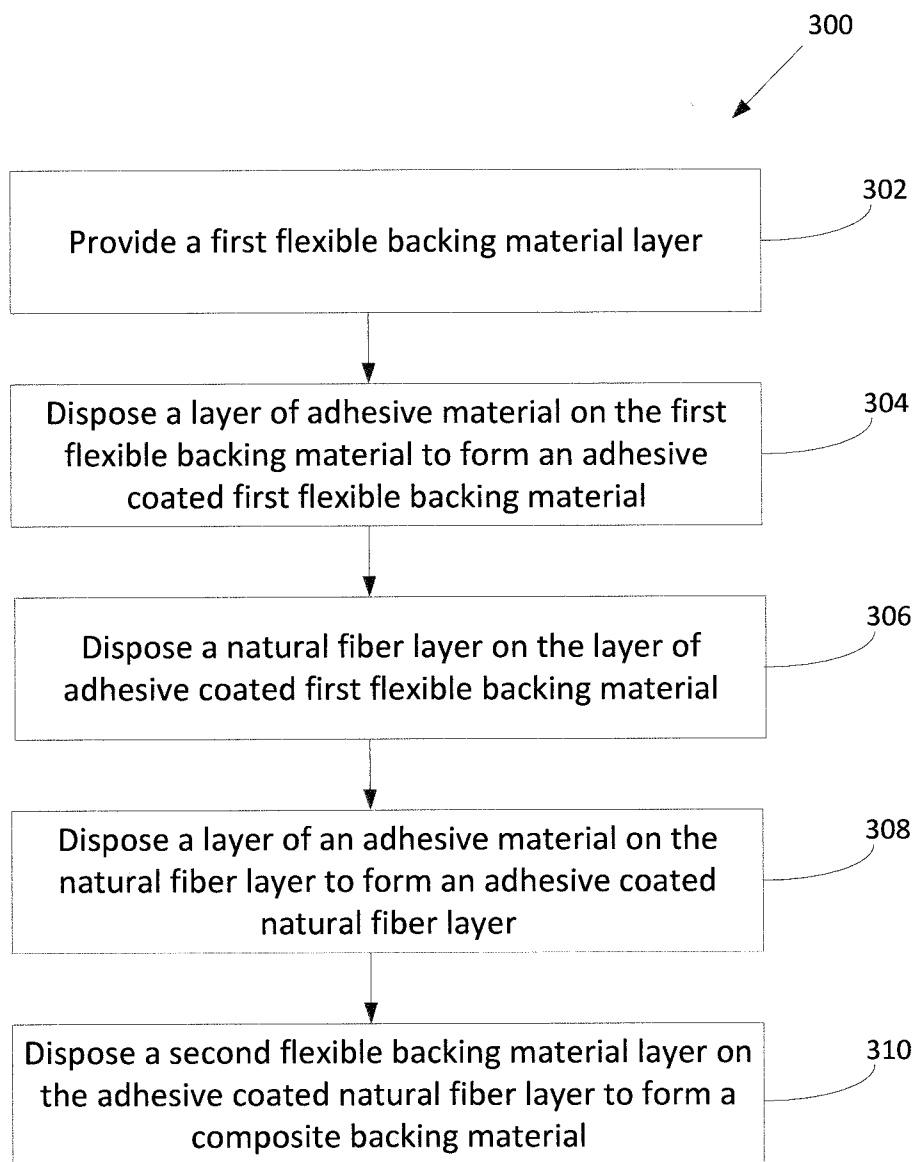 300
302
Provide a first flexible backing material layer
304
Dispose a layer of adhesive material on the first
flexible backing material to form an adhesive
coated first flexible backing material
306
Dispose a natural fiber layer on the layer of
adhesive coated first flexible backing material
308
Dispose a layer of an adhesive material on the
natural fiber layer to form an adhesive coated
natural fiber layer
310
Dispose a second flexible backing material layer on
the adhesive coated natural fiber layer to form a
composite backing material